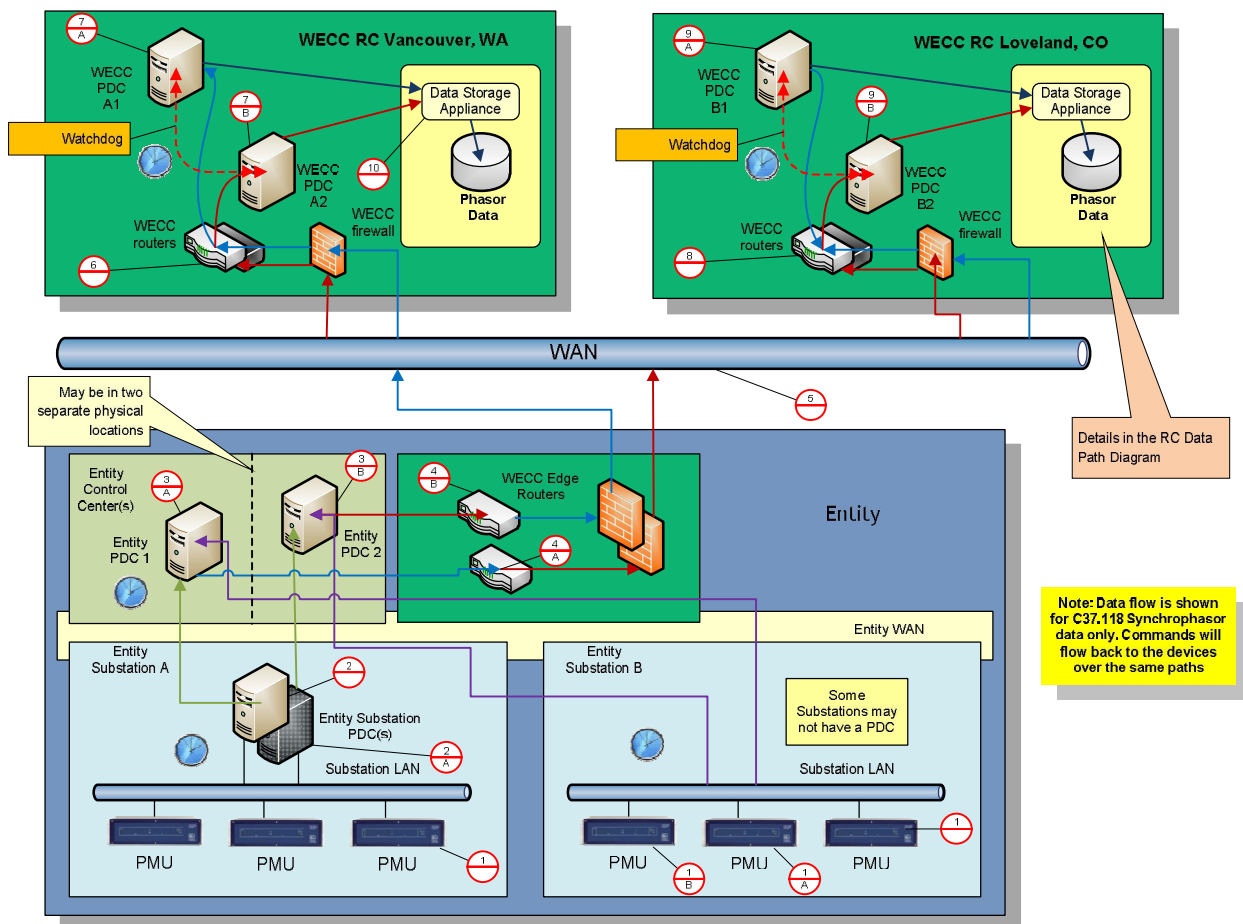 7
A
WECC RC Vancouver, WA
WECC
PDC
A1
Data Storage
Appliance
7
B
Watchdog
10
WECC
PDC
A2
Phasor
Data
WECC
routers
WECC
firewall
6
9
A
WECC RC Loveland, CO
WECC
PDC
B1
Data Storage
Appliance
9
B
Watchdog
WECC
PDC
B2
Phasor
Data
WECC
routers
WECC
firewall
8
WAN
May be in two
separate physical
locations
5
Details in the RC Data
Path Diagram
Entity
Control
Center(s)
3
A
3
B
4
B
WECC Edge
Routers
Entity
Entity
PDC 1
Entity
PDC 2
4
A
Entity WAN
Note: Data flow is shown
for C37.118 Synchrophasor
data only. Commands will
flow back to the devices
over the same paths
Entity
Substation A
2
Entity Substation
PDC(s)
2
A
Substation LAN
PMU
PMU
PMU
1
Entity
Substation B
Some
Substations may
not have a PDC
Substation LAN
1
PMU
PMU
PMU
1
B
1
A